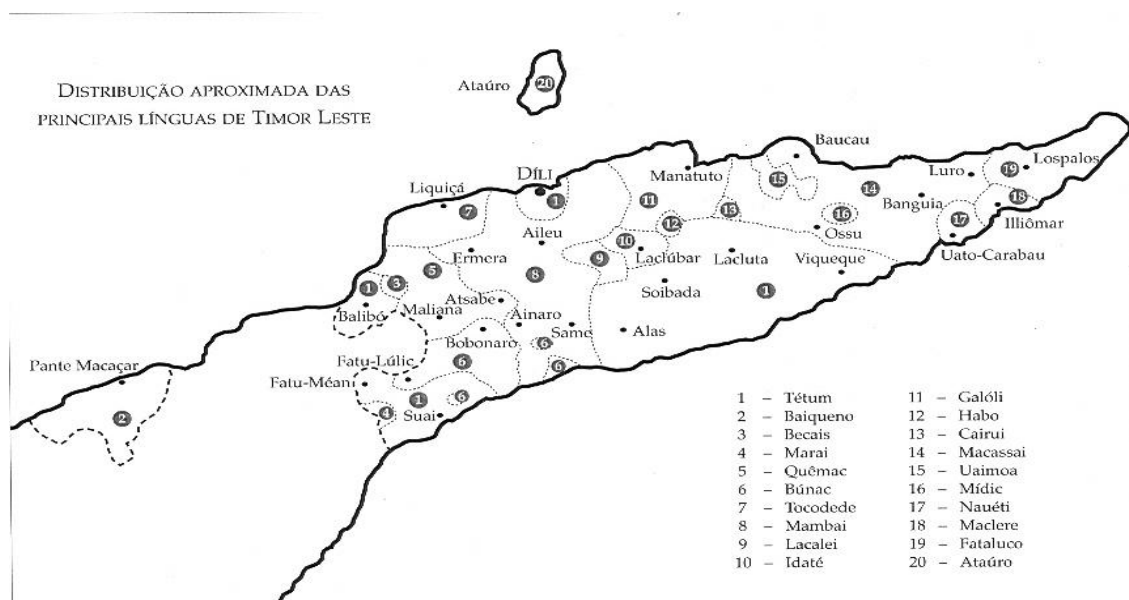 DISTRIBUIÇÃO APROXIMADA DAS
PRINCIPAIS LÍNGUAS DE TIMOR LESTE
Ataúro
20
Baucau
Manatuto
Lospalos
Luro
19
DÍLI
Liquiçá
15
14
18
1
11
Banguia
7
13
16
Illiômar
12
17
Aileu
Ossu
10
Ermera
Laclúbar
Lacluta
Viqueque
Uato-Carabau
9
5
8
3
1
Soibada
1
Atsabe
Balibó
Maliana
Ainaro
Same
Alas
Bobonaro
6
Fatu-Lúlic
6
6
Pante Macaçar
Fatu-Méan
1
6
2
4
Suai
1 – Tétum
2 – Baiqueno
3 – Becais
4 – Marai
5 – Quêmac
6 – Búnac
7 – Tocodede
8 – Mambai
9 – Lacalei
10 – Idaté
11 – Galóli
12 – Habo
13 – Cairui
14 – Macassai
15 – Uaimoa
16 – Mídic
17 – Nauéti
18 – Maclere
19 – Fataluco
20 – Ataúro